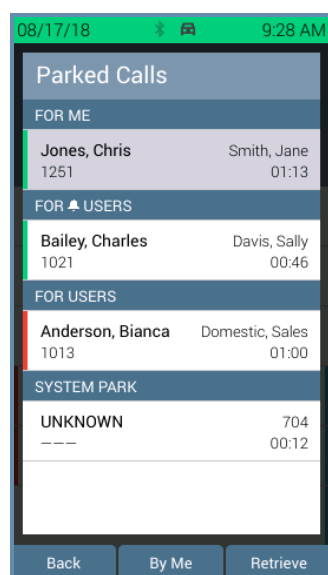 08/17/18 9:28 AM
Parked Calls
FOR ME
Jones, Chris Smith, Jane
1251 01:13
FOR USERS
Bailey, Charles Davis, Sally
1021 00:46
FOR USERS
Anderson, Bianca Domestic, Sales
1013 01:00
SYSTEM PARK
UNKNOWN 704
––– 00:12
Back By Me Retrieve